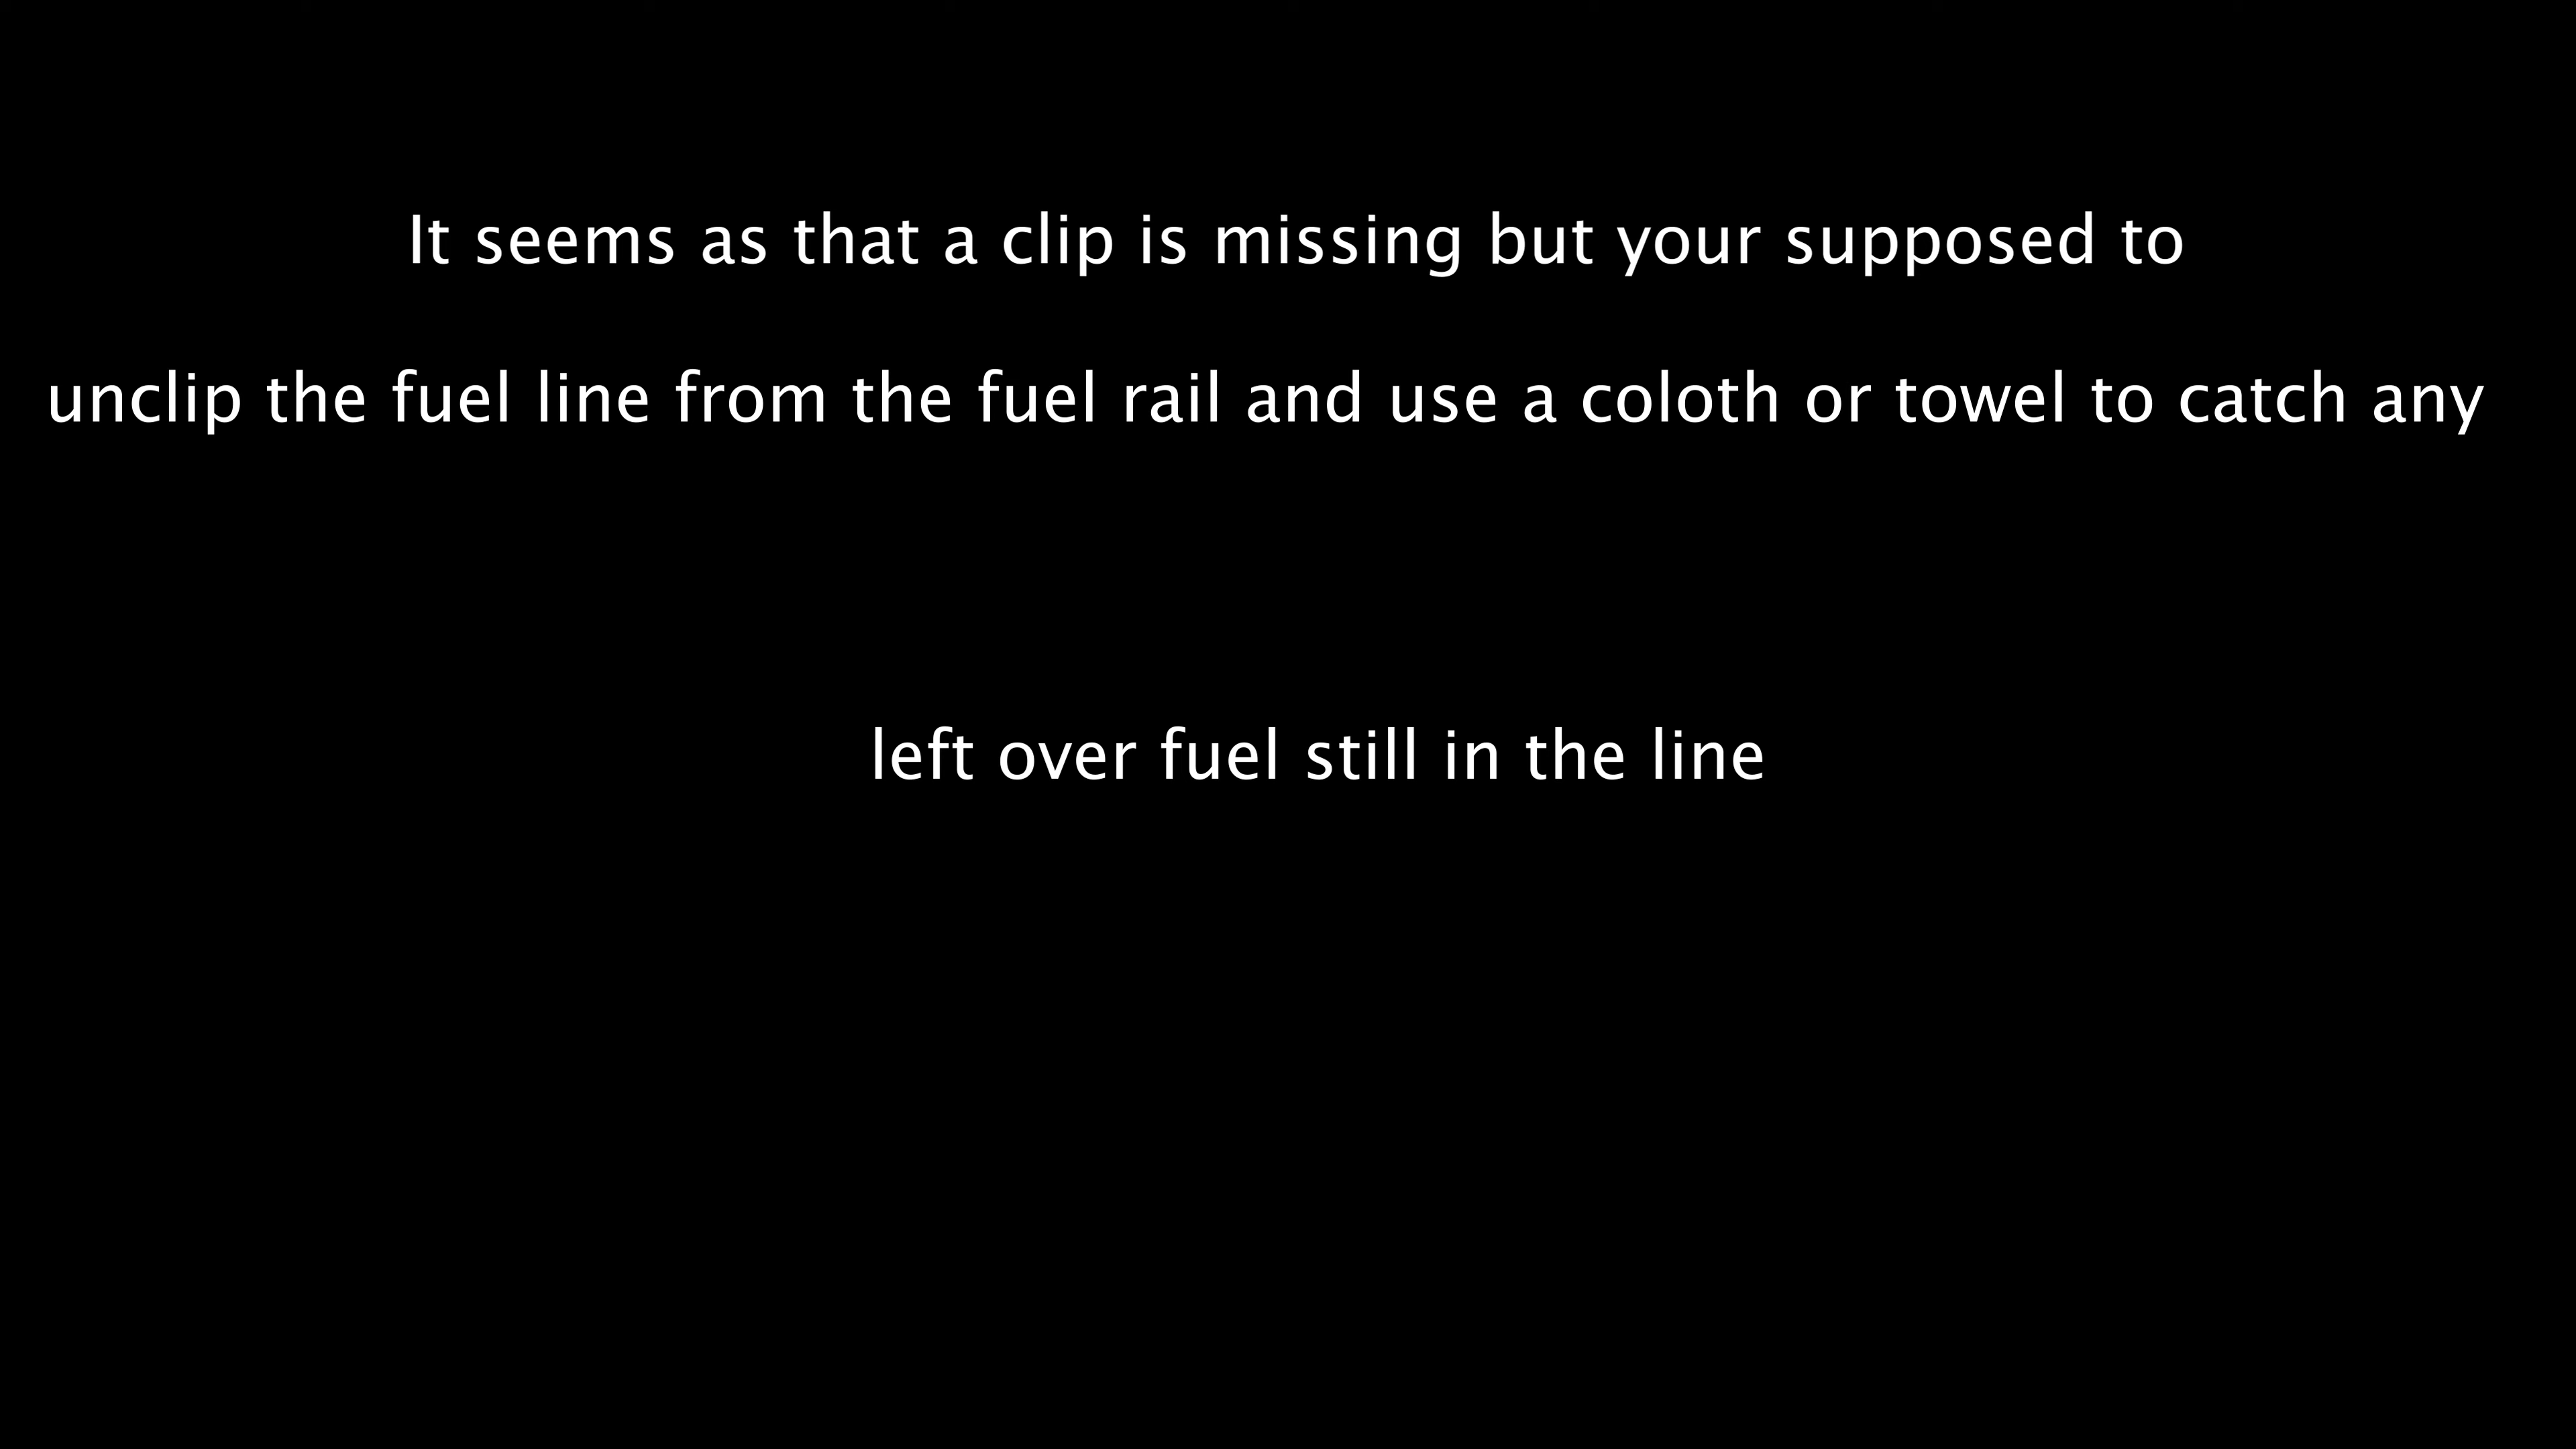 It seems as that a clip is missing but your supposed to
unclip the fuel line from the fuel rail and use a coloth or towel to catch any
left over fuel still in the line